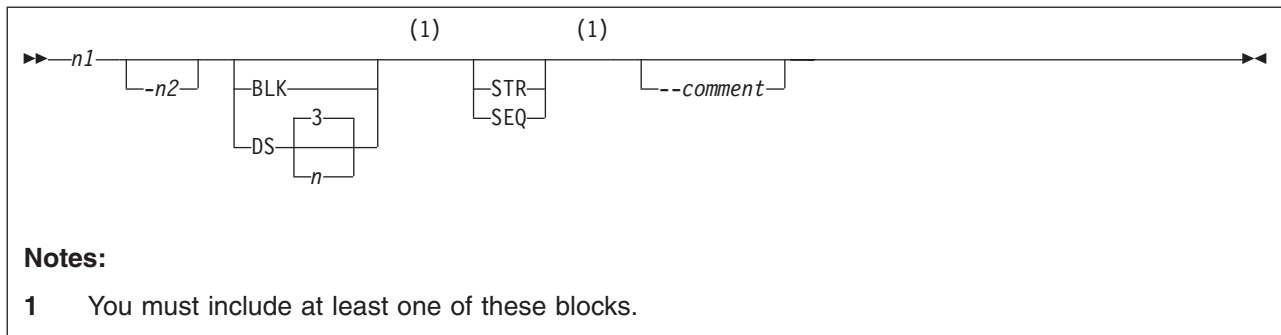 (1) (1)
n1
-n2 BLK STR --comment
SEQ
3
DS
n
Notes:
1 You must include at least one of these blocks.